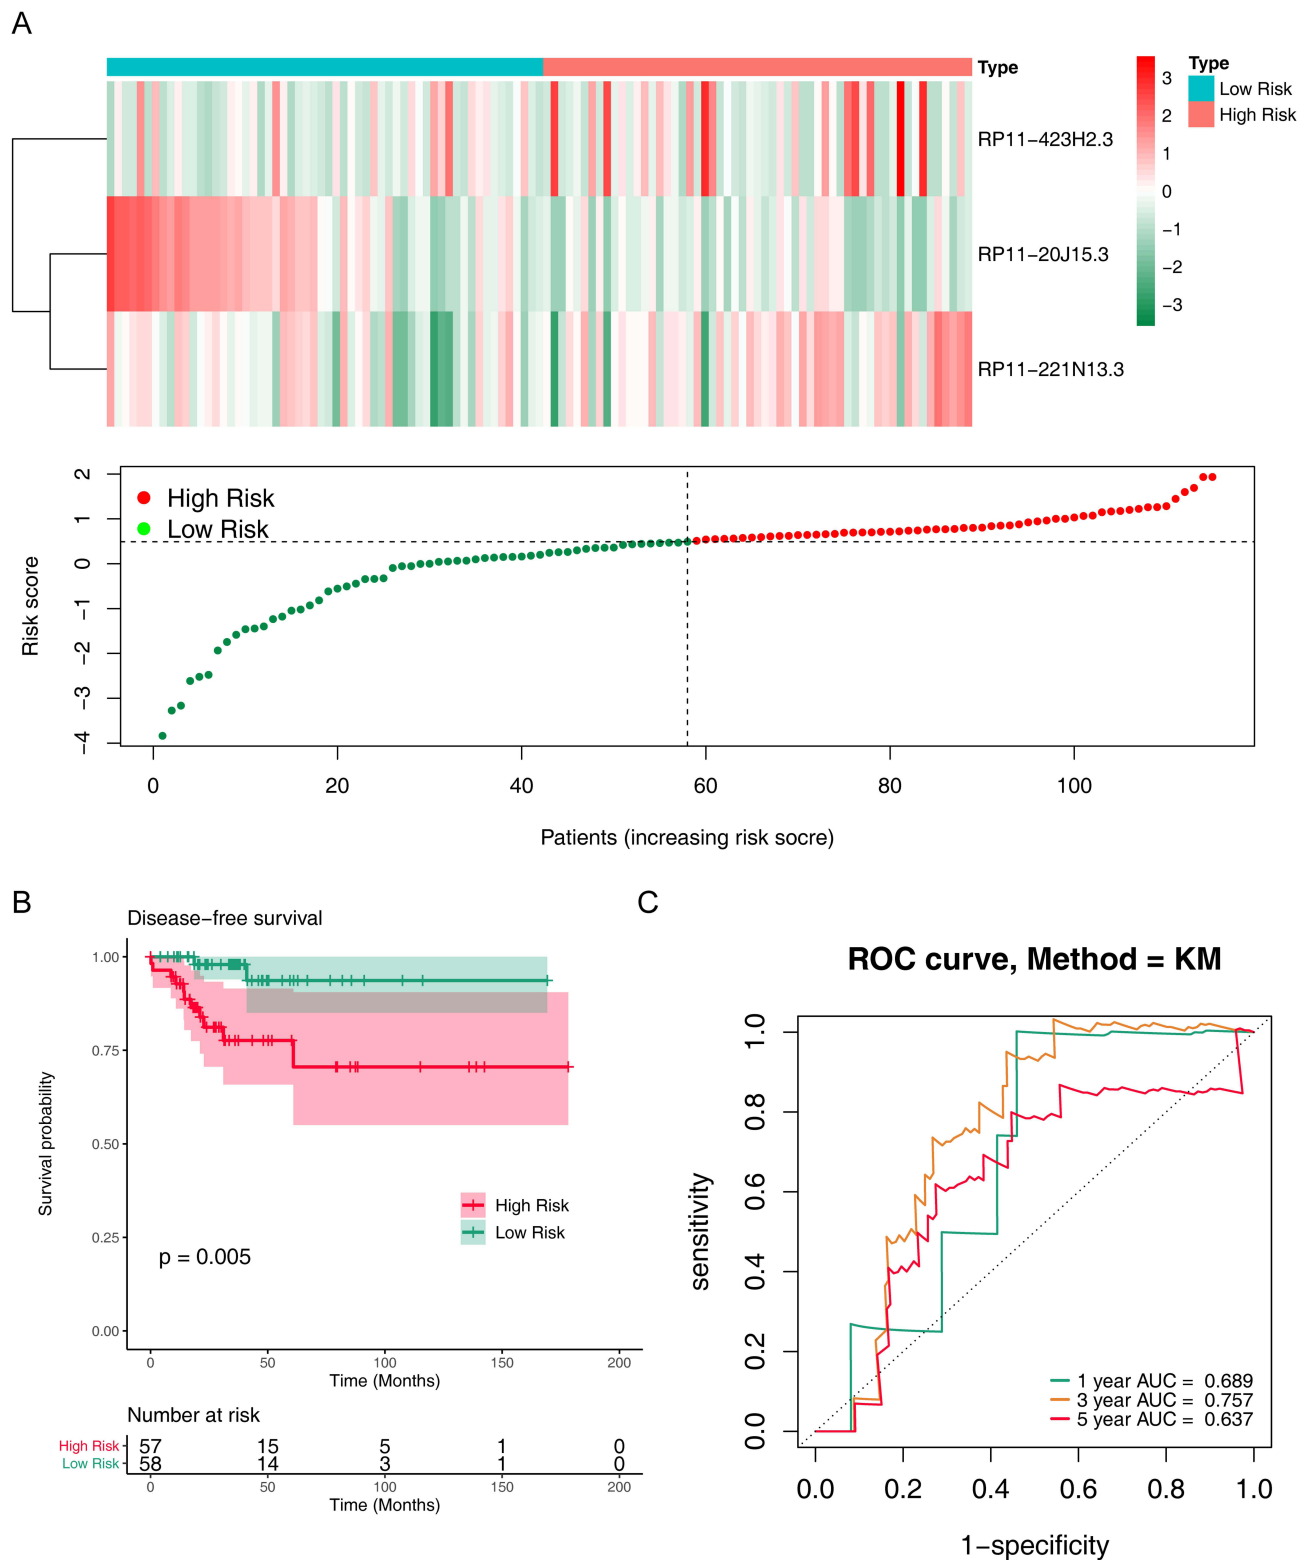 A
Type
RP11−423H2.3
RP11−20J15.3
RP11−221N13.3
3
2
1
0
−1
−2
−3
Type
Low Risk
High Risk
High Risk
Low Risk
Risk score
2
1
0
−1
−2
−3
−4
0 20 40 60 80 100
Patients (increasing risk socre)
B
Disease−free survival
Survival probability
1.00
0.75
0.50
0.25
0.00
High Risk
Low Risk
p = 0.005
0 50 100 150 200
Time (Months)
Number at risk
High Risk 57 15 5 1 0
Low Risk 58 14 3 1 0
0 50 100 150 200
Time (Months)
C
ROC curve, Method = KM
sensitivity
1.0
0.8
0.6
0.4
0.2
0.0
1 year AUC = 0.689
3 year AUC = 0.757
5 year AUC = 0.637
0.0 0.2 0.4 0.6 0.8 1.0
1−specificity